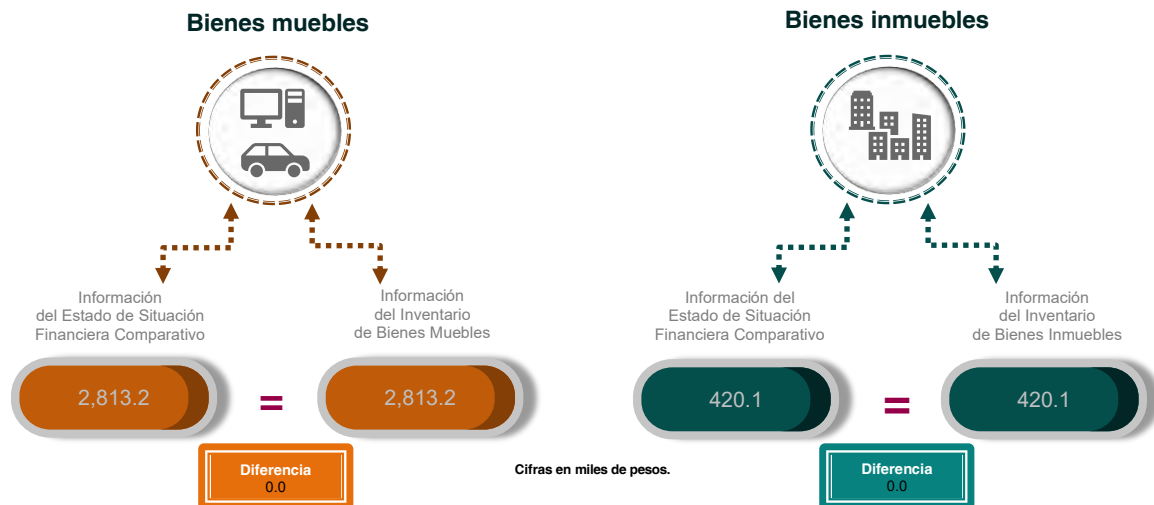 Bienes muebles
Información
del Estado de Situación
Financiera Comparativo
Información
del Inventario
de Bienes Muebles
2,813.2
=
2,813.2
Diferencia
0.0
Cifras en miles de pesos.
Bienes inmuebles
Información del
Estado de Situación
Financiera Comparativo
Información
del Inventario
de Bienes Inmuebles
420.1
=
420.1
Diferencia
0.0